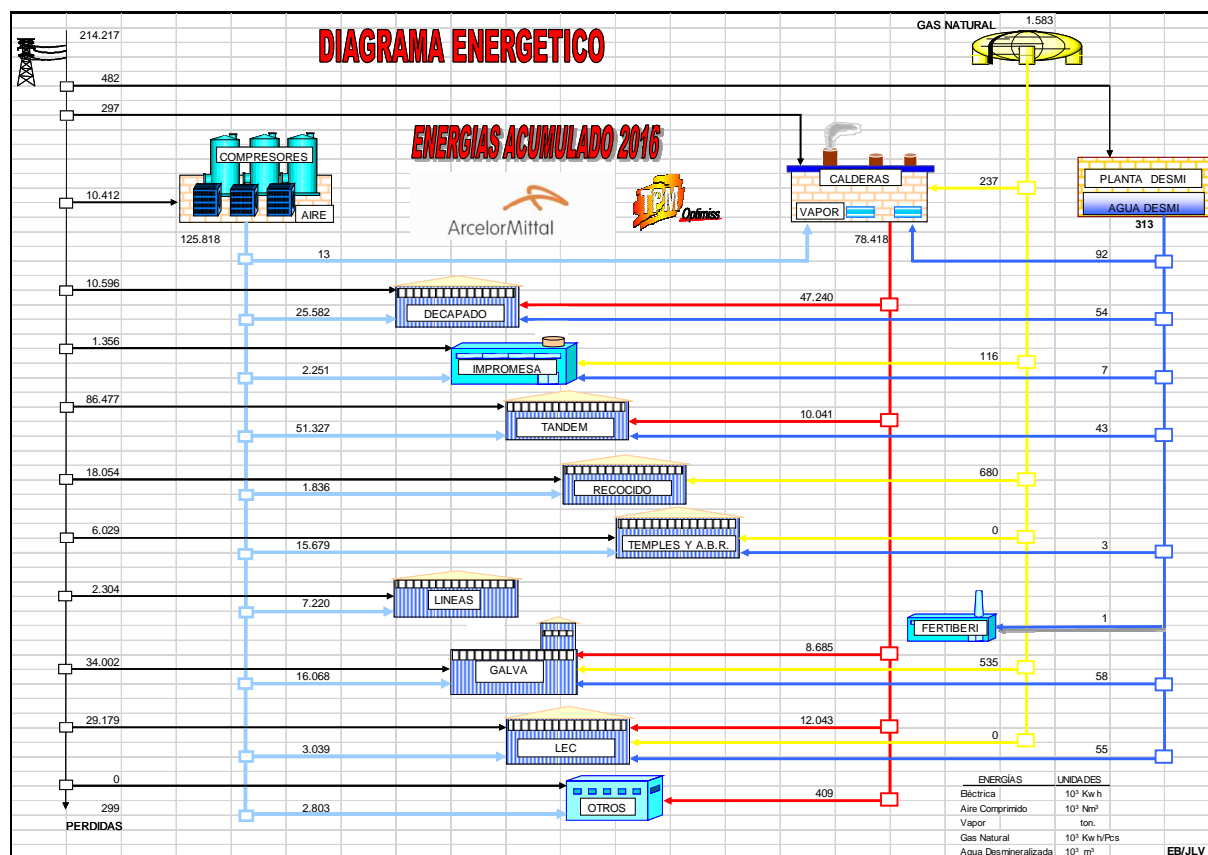 GAS NATURAL 1.583
214.217
DIAGRAMA ENERGETICO
482
297
ENERGIAS ACUMULADO 2016
COMPRESORES
CALDERAS
237
PLANTA DESMI
10.412
AIRE
ArcelorMittal
TPM
Optimiss
VAPOR
AGUA DESMI
125.818
78.418
313
13
92
10.596
47.240
25.582
DECAPADO
54
1.356
116
2.251
IMPROMESA
7
86.477
10.041
51.327
TANDEM
43
18.054
680
1.836
RECOCIDO
6.029
0
15.679
TEMPLES Y A.B.R.
3
2.304
7.220
LINEAS
FERTIBERI
1
8.685
34.002
GALVA
535
16.068
58
29.179
12.043
0
3.039
LEC
55
0
409
299
2.803
OTROS
PERDIDAS
ENERGÍAS UNIDADES
Eléctrica 10³ Kwh
Aire Comprimido 10³ Nm³
Vapor ton.
Gas Natural 10³ Kwh/Pcs
Agua Desmineralizada 10³ m³
EB/JLV